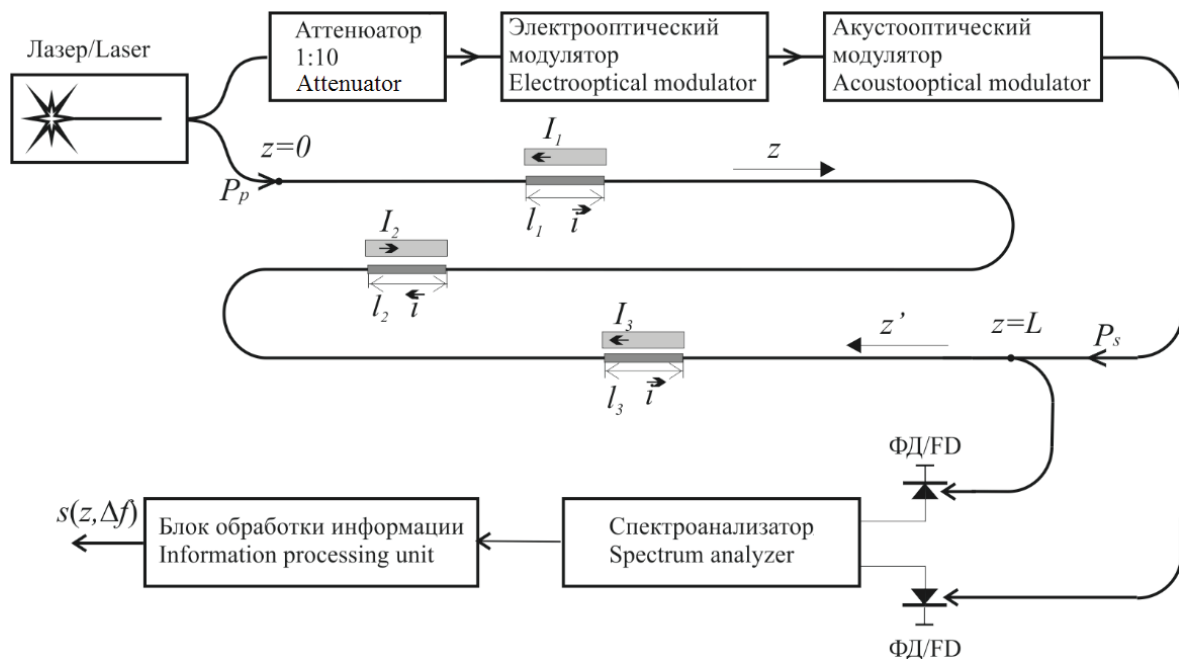 Лазер/Laser
Аттенюатор
1:10
Attenuator
Электрооптический
модулятор
Electrooptical modulator
Акустооптический
модулятор
Acoustooptical modulator
z=0
P_p
I_1
z
l_1
i
I_2
l_2
i
I_3
z’
z=L
P_s
l_3
i
ФД/FD
s(z,Δf)
Блок обработки информации
Information processing unit
Спектроанализатор
Spectrum analyzer
ФД/FD